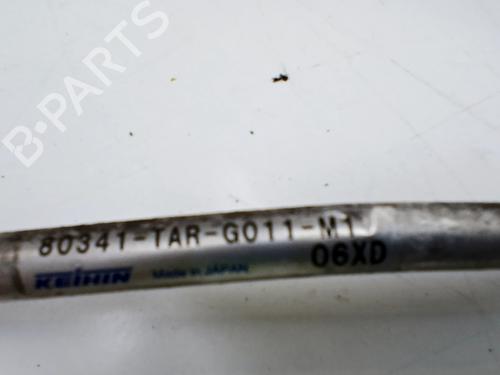 B-PARTS
80341-TAR-G011-M1
06XD
KEIHIN Made in JAPAN